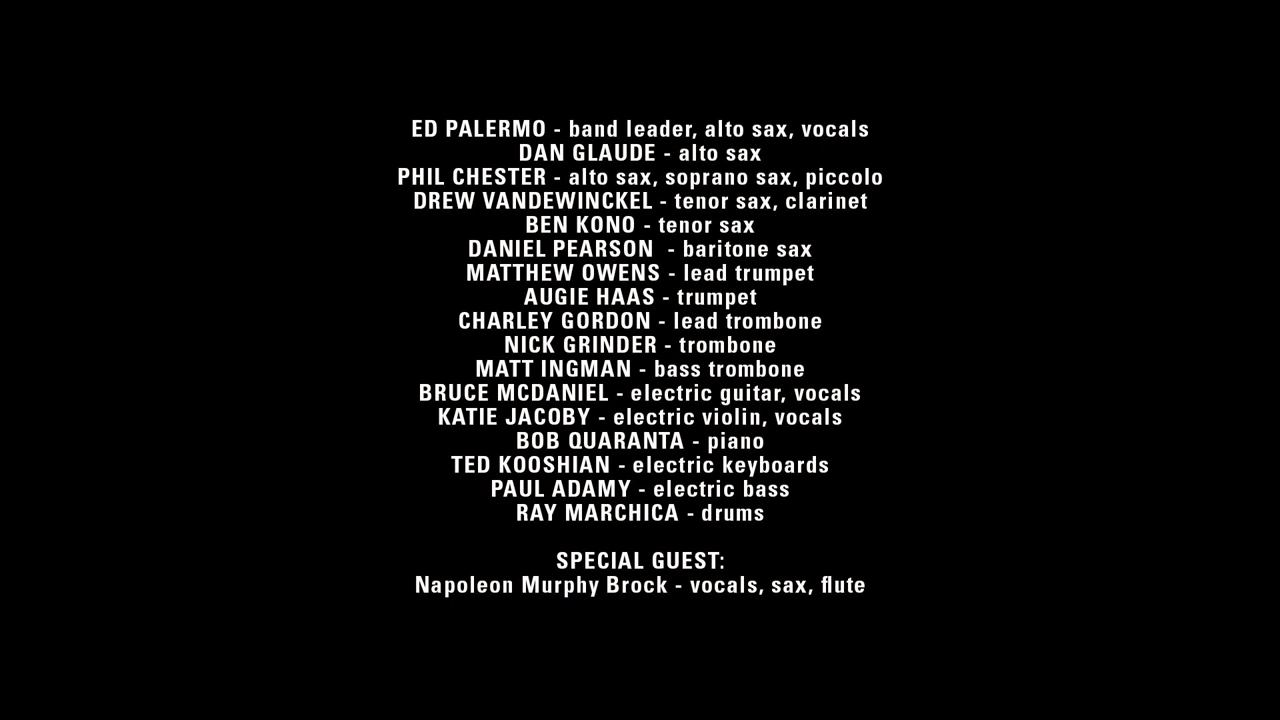 ED PALERMO - band leader, alto sax, vocals
DAN GLAUDE - alto sax
PHIL CHESTER - alto sax, soprano sax, piccolo
DREW VANDEWINCKEL - tenor sax, clarinet
BEN KONO - tenor sax
DANIEL PEARSON  - baritone sax
MATTHEW OWENS - lead trumpet
AUGIE HAAS - trumpet
CHARLEY GORDON - lead trombone
NICK GRINDER - trombone
MATT INGMAN - bass trombone
BRUCE MCDANIEL - electric guitar, vocals
KATIE JACOBY - electric violin, vocals
BOB QUARANTA - piano
TED KOOSHIAN - electric keyboards
PAUL ADAMY - electric bass
RAY MARCHICA - drums
SPECIAL GUEST:
Napoleon Murphy Brock - vocals, sax, flute